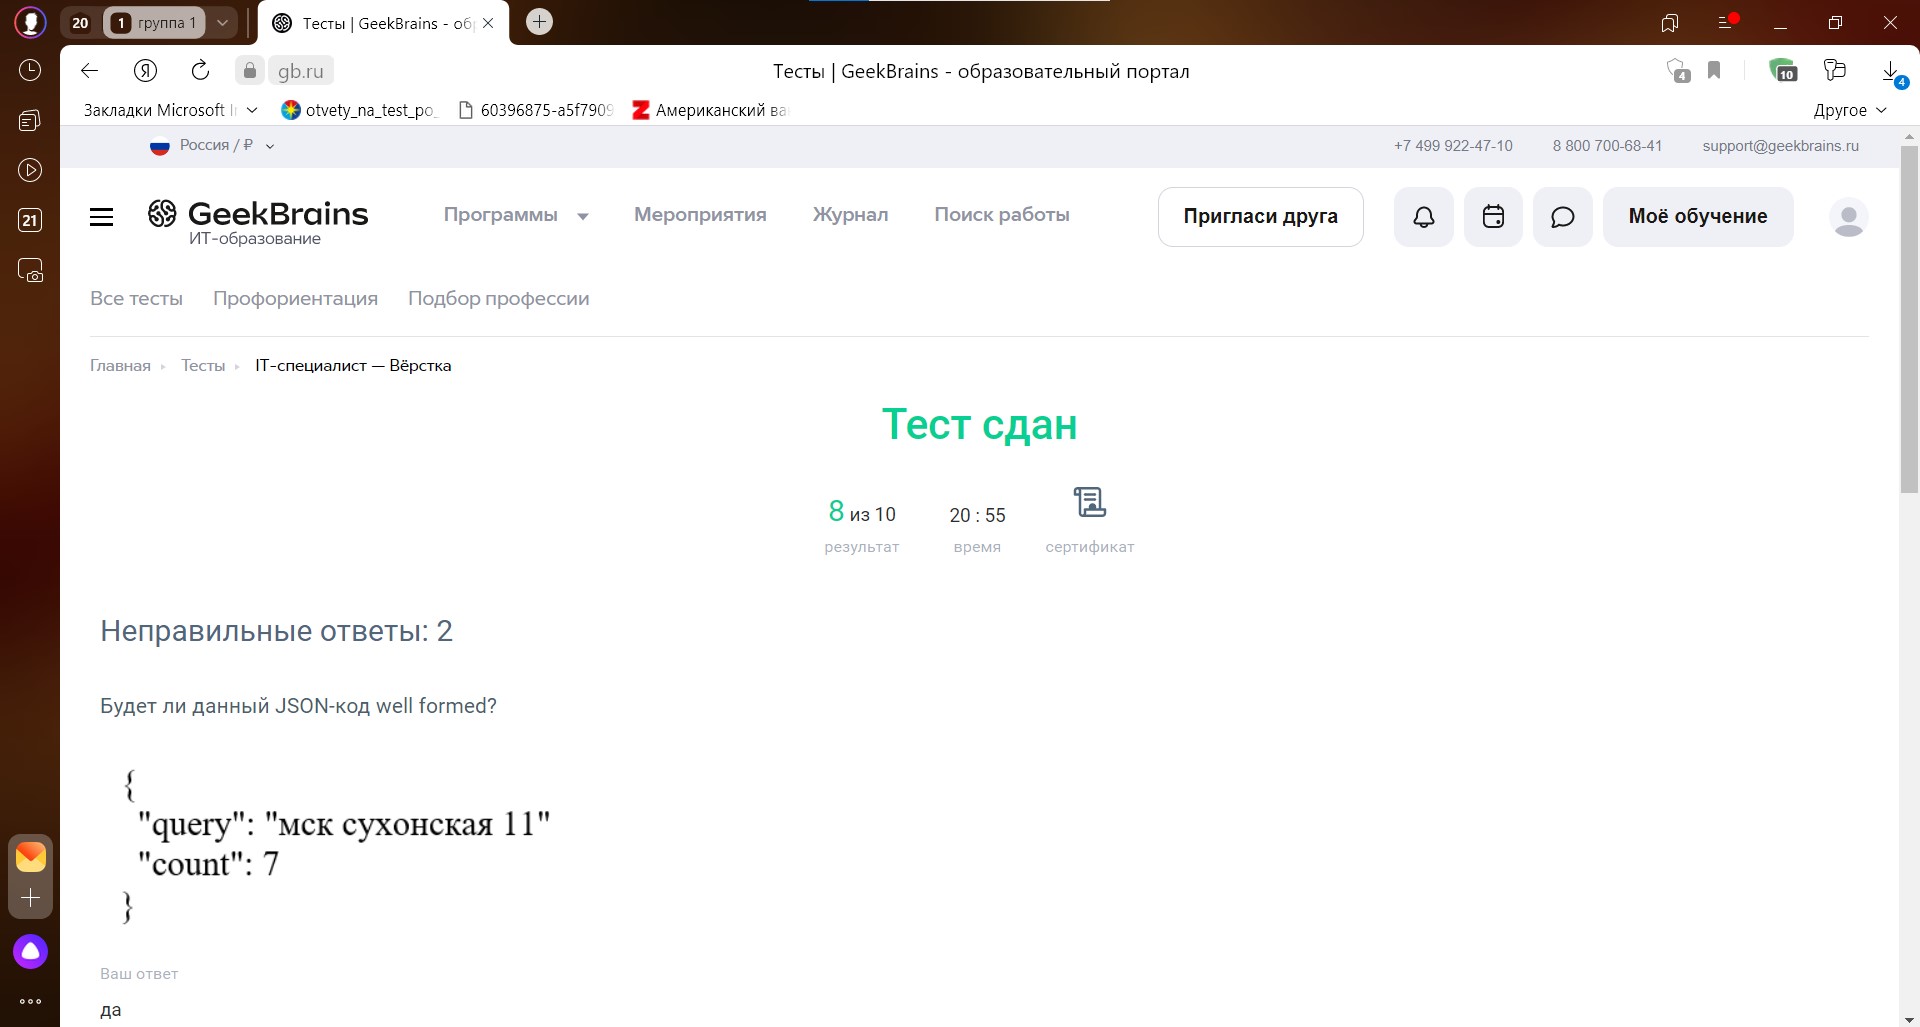 20
1 группа 1
Тесты | GeekBrains - об
gb.ru
Тесты | GeekBrains - образовательный портал
4
10
4
Закладки Microsoft
otvety_na_test_po_
60396875-a5f7909
Американский ва
Другое
21
Россия / ₽
+7 499 922-47-10
8 800 700-68-41
support@geekbrains.ru
GeekBrains
ИТ-образование
Программы
Мероприятия
Журнал
Поиск работы
Пригласи друга
Моё обучение
Все тесты
Профориентация
Подбор профессии
Главная
Тесты
IT-специалист — Вёрстка
Тест сдан
8 из 10
20 : 55
результат
время
сертификат
Неправильные ответы: 2
Будет ли данный JSON-код well formed?
{
"query": "мск сухонская 11"
"count": 7
}
Ваш ответ
да